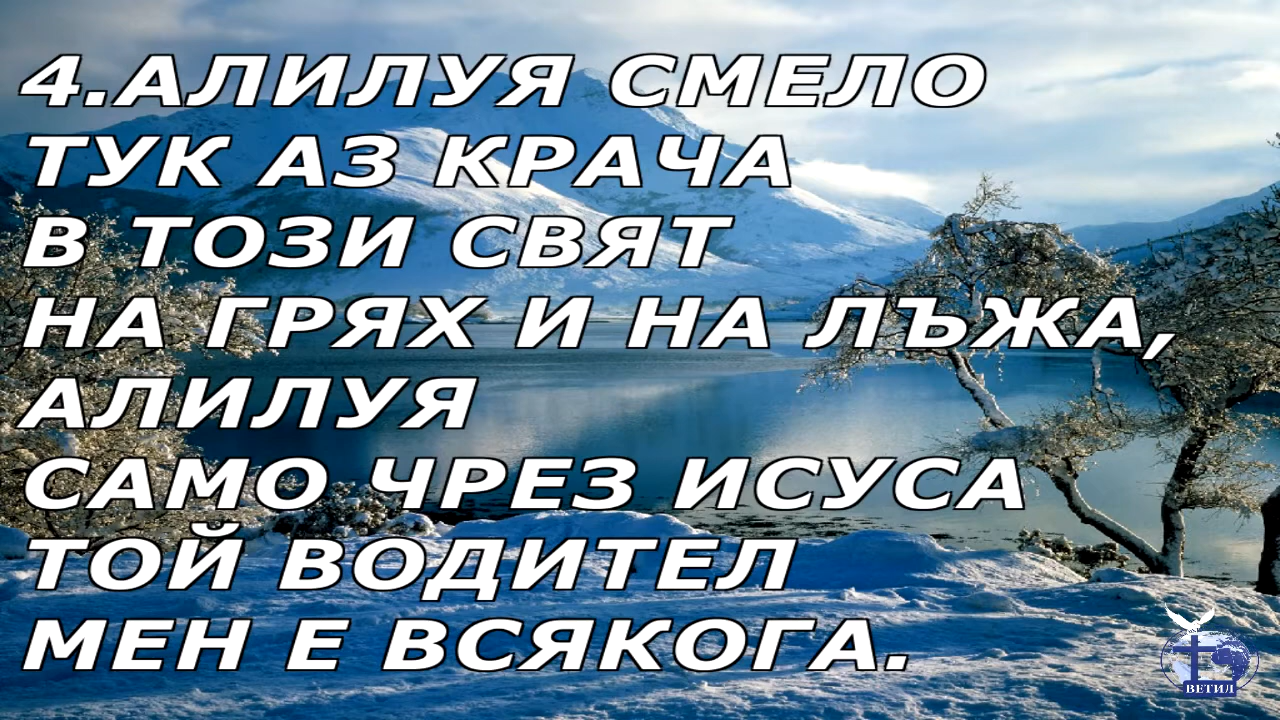 4.АЛИЛУЯ СМЕЛО
ТУК АЗ КРАЧА
В ТОЗИ СВЯТ
НА ГРЯХ И НА ЛЪЖА,
АЛИЛУЯ
САМО ЧРЕЗ ИСУСА
ТОЙ ВОДИТЕЛ
МЕН Е ВСЯКОГА.
ВЕТИЛ